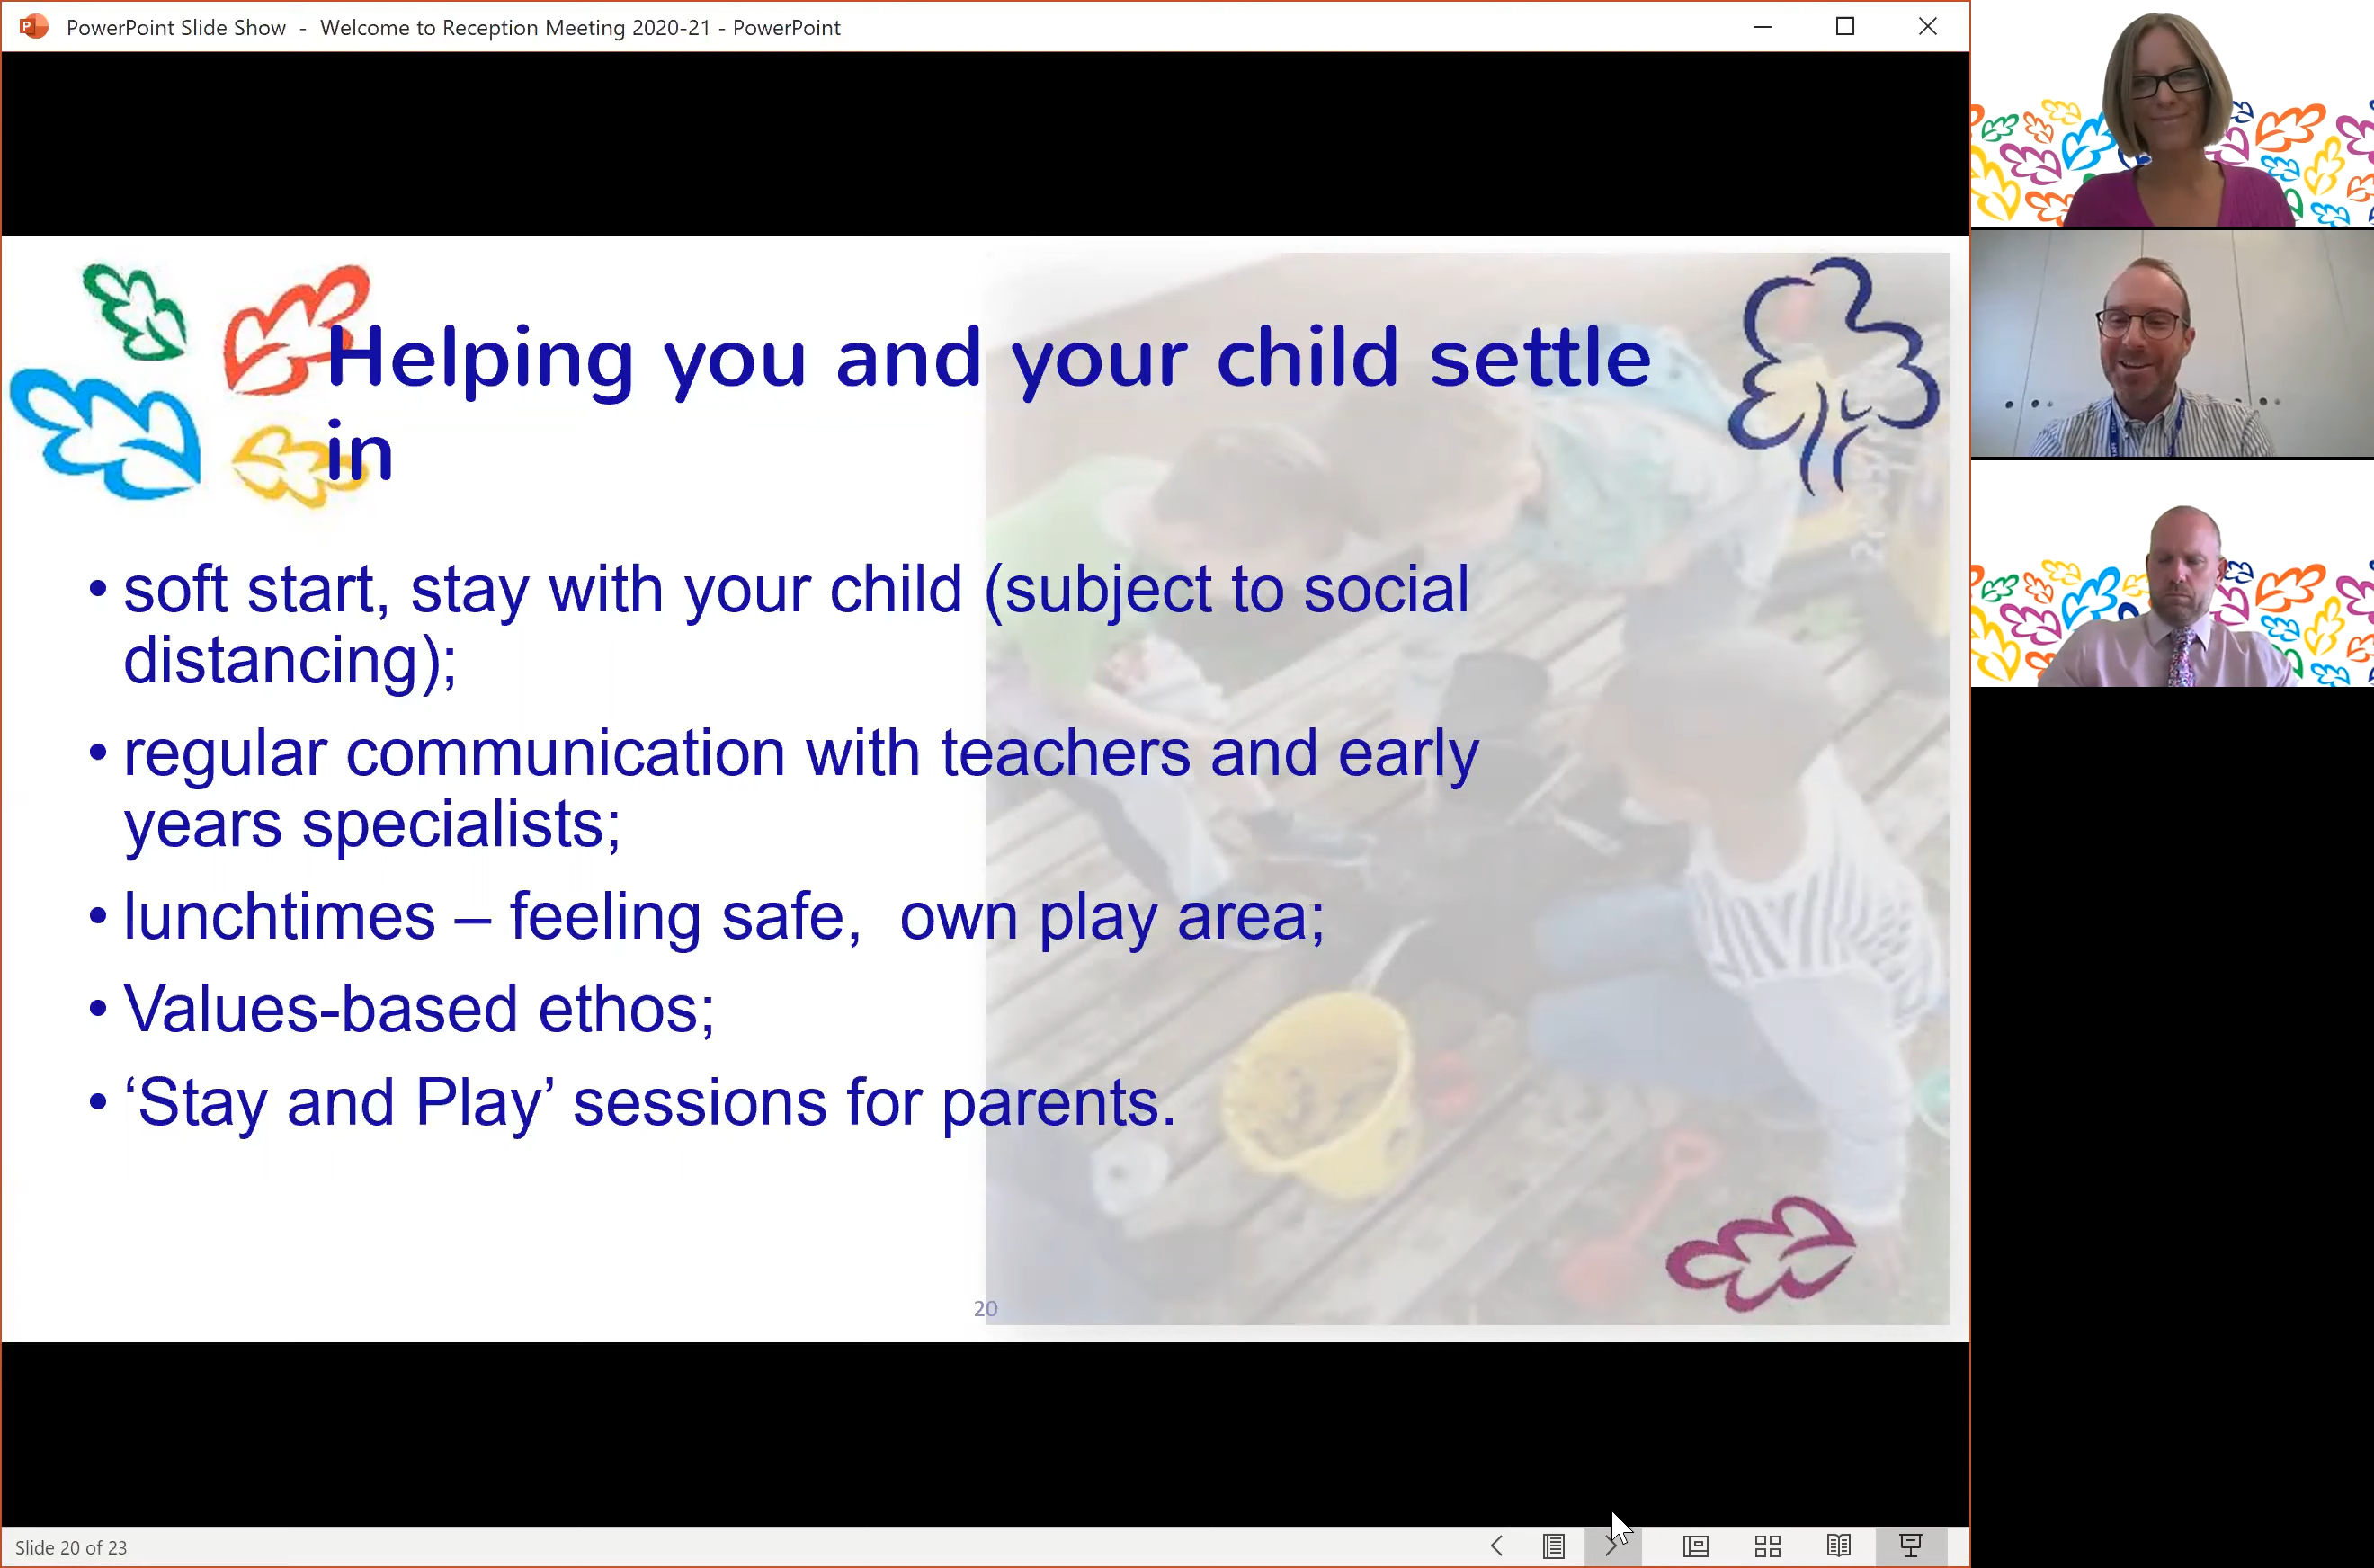 PowerPoint Slide Show - Welcome to Reception Meeting 2020-21 - PowerPoint
Helping you and your child settle
in
• soft start, stay with your child (subject to social
distancing);
• regular communication with teachers and early
years specialists;
• lunchtimes – feeling safe,  own play area;
• Values-based ethos;
• ‘Stay and Play’ sessions for parents.
20
Slide 20 of 23